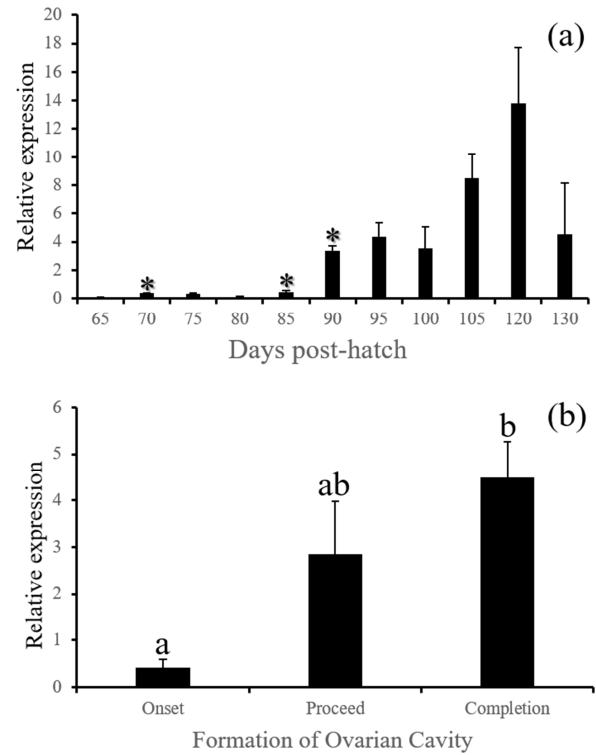 (a)
Relative expression
20
18
16
14
12
10
8
6
4
2
0
* * *
65 70 75 80 85 90 95 100 105 120 130
Days post-hatch
(b)
Relative expression
6
5
4
3
2
1
0
a ab b
Onset Proceed Completion
Formation of Ovarian Cavity